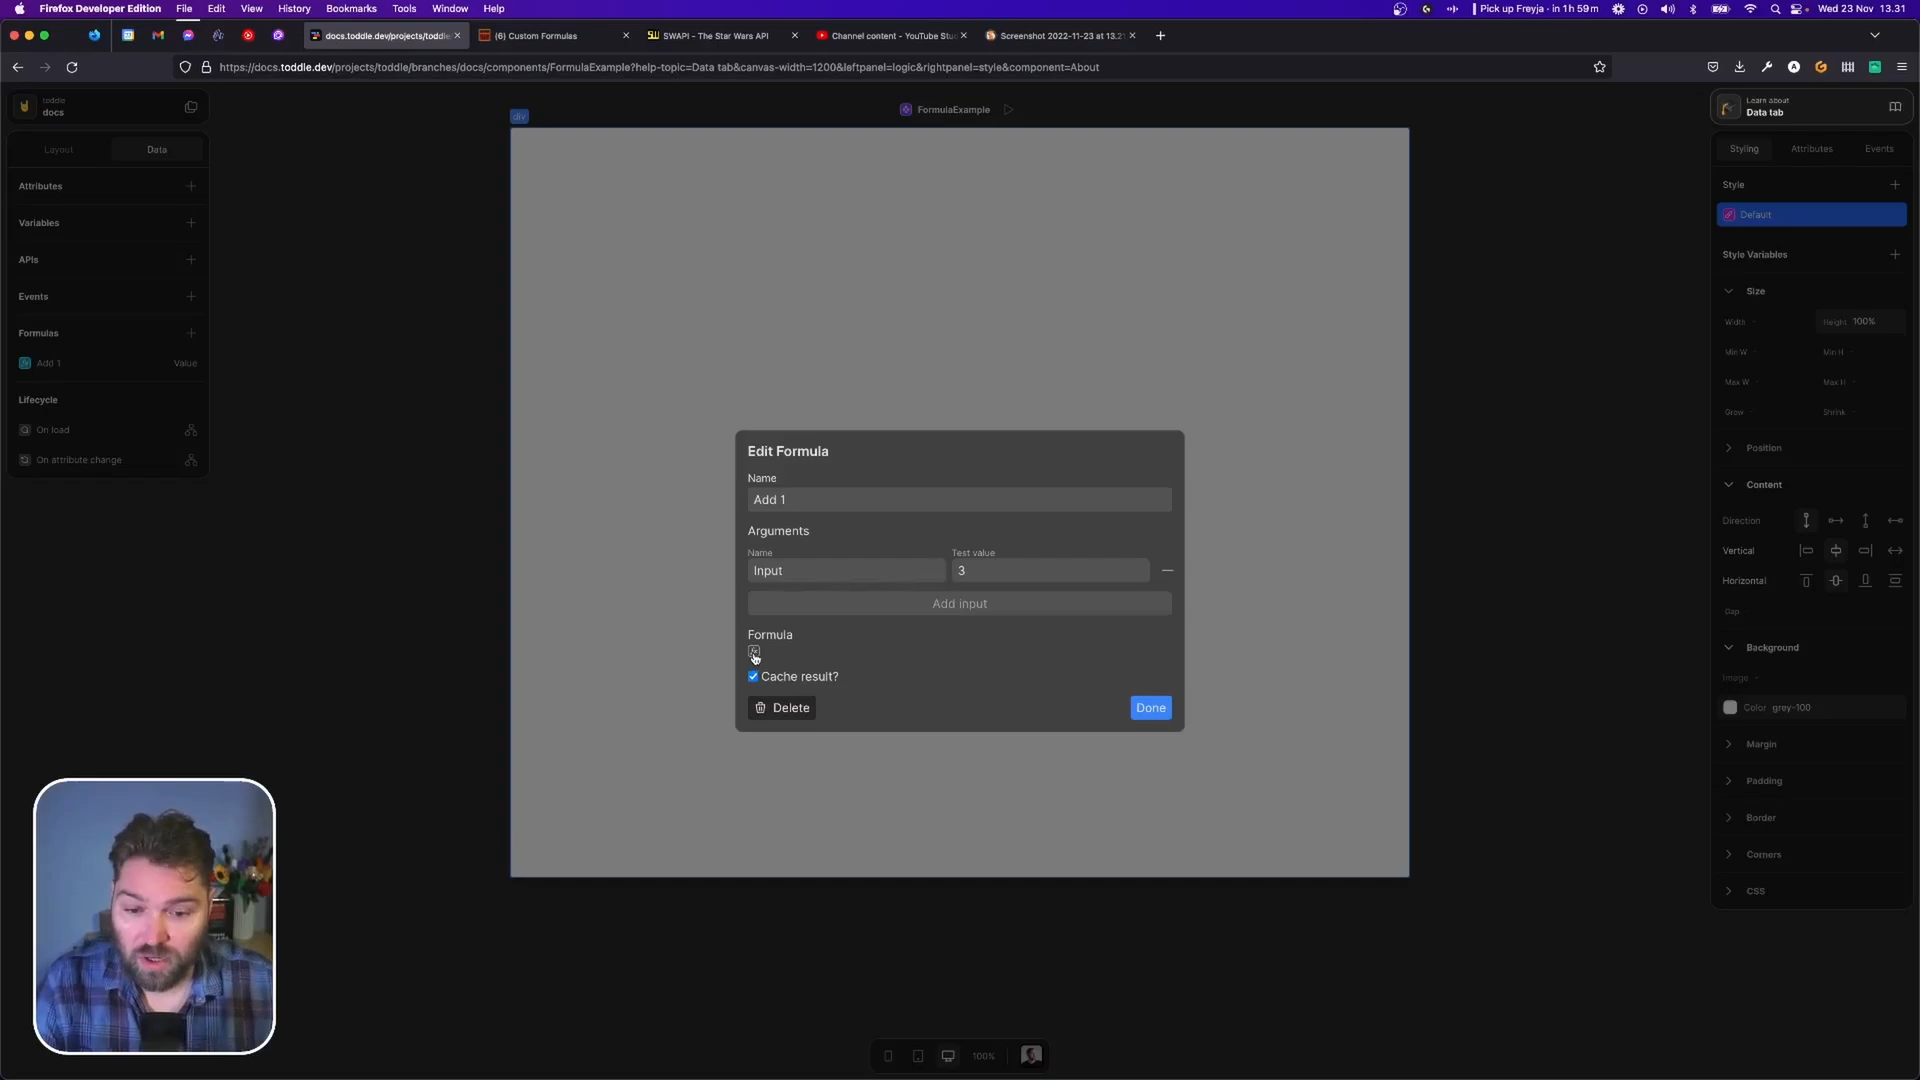 Firefox Developer Edition File Edit View History Bookmarks Tools Window Help Pick up Freyja · in 1 h 59 m Wed 23 Nov 13.31
docs.toddle.dev/projects/toddle/ (6) Custom Formulas SWAPI - The Star Wars API Channel content - YouTube Stu Screenshot 2022-11-23 at 13.21
https://docs.toddle.dev/projects/toddle/branches/docs/components/FormulaExample?help-topic=Data tab&canvas-width=1200&leftpanel=logic&rightpanel=style&component=About
toddle
docs
div
FormulaExample
Learn about
Data tab
Layout Data
Attributes
Variables
APIs
Events
Formulas
Add 1 Value
Lifecycle
On load
On attribute change
Edit Formula
Name
Add 1
Arguments
Name Test value
Input 3
Add input
Formula
Cache result?
Delete Done
Styling Attributes Events
Style
Default
Style Variables
Size
Width Height 100%
Min W Min H
Max W Max H
Grow Shrink
Position
Content
Direction
Vertical
Horizontal
Gap
Background
Image
Color grey-100
Margin
Padding
Border
Corners
CSS
100%